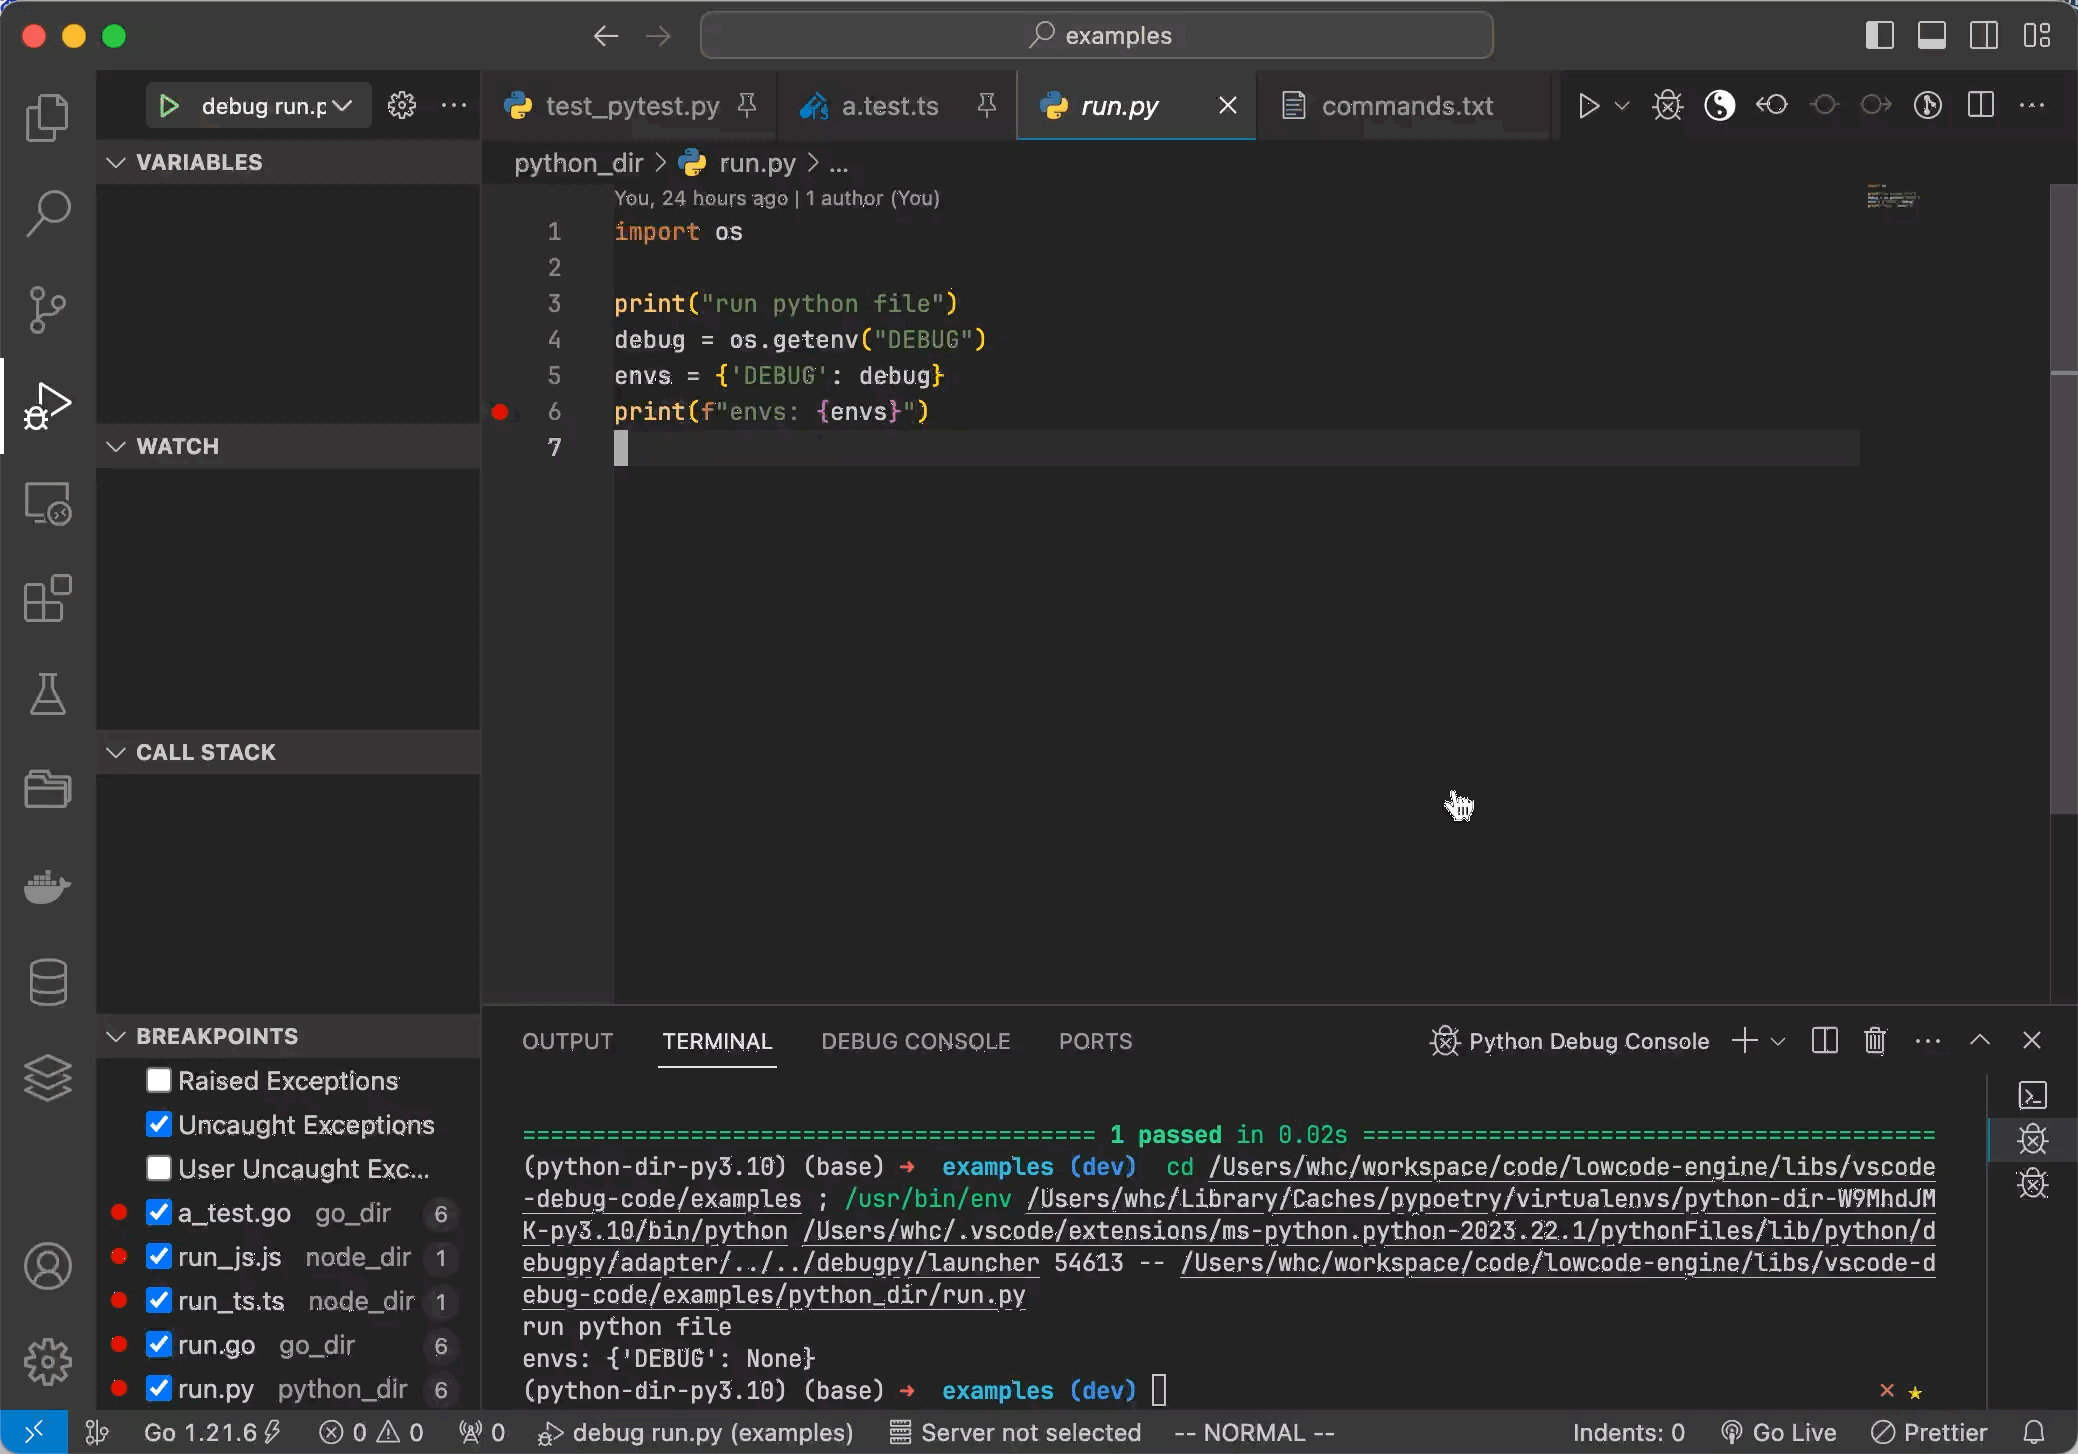 examples
debug run.p
test_pytest.py
a.test.ts
run.py
commands.txt
VARIABLES
python_dir > run.py > ...
You, 24 hours ago | 1 author (You)
1 import os
2
3 print("run python file")
4 debug = os.getenv("DEBUG")
5 envs = {'DEBUG': debug}
6 print(f"envs: {envs}")
7
WATCH
CALL STACK
BREAKPOINTS
Raised Exceptions
Uncaught Exceptions
User Uncaught Exc...
a_test.go go_dir 6
run_js.js node_dir 1
run_ts.ts node_dir 1
run.go go_dir 6
run.py python_dir 6
OUTPUT TERMINAL DEBUG CONSOLE PORTS
Python Debug Console
========================================= 1 passed in 0.02s =========================================
(python-dir-py3.10) (base) → examples (dev) cd /Users/whc/workspace/code/lowcode-engine/libs/vscode
-debug-code/examples ; /usr/bin/env /Users/whc/Library/Caches/pypoetry/virtualenvs/python-dir-W9MhdJM
K-py3.10/bin/python /Users/whc/.vscode/extensions/ms-python.python-2023.22.1/pythonFiles/lib/python/d
ebugpy/adapter/../../debugpy/launcher 54613 -- /Users/whc/workspace/code/lowcode-engine/libs/vscode-d
ebug-code/examples/python_dir/run.py
run python file
envs: {'DEBUG': None}
(python-dir-py3.10) (base) → examples (dev)
Go 1.21.6 0 0 0 debug run.py (examples) Server not selected -- NORMAL -- Indents: 0 Go Live Prettier